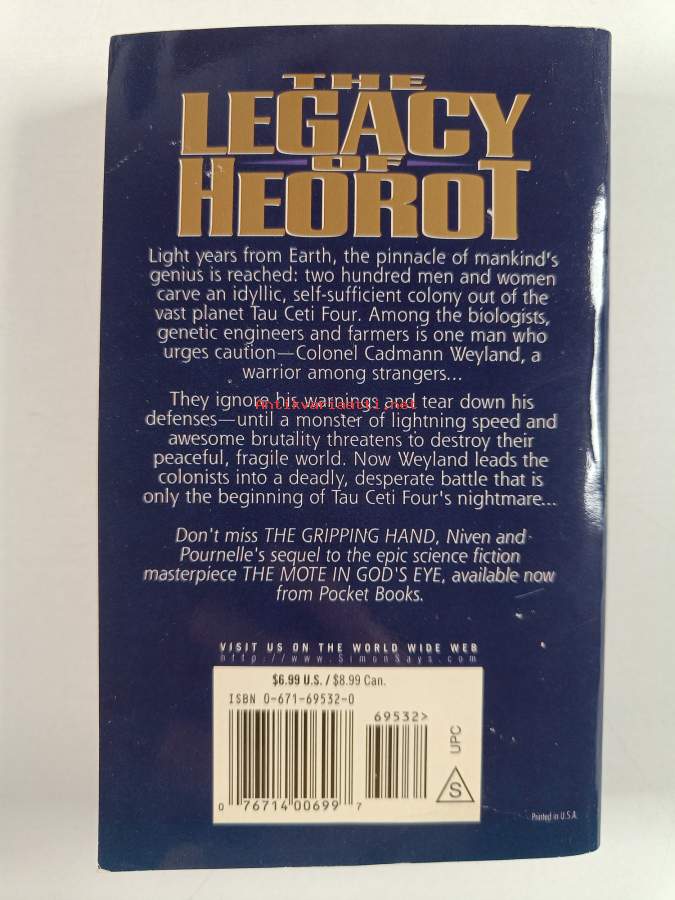 THE
LEGACY
OF
HEOROT
Light years from Earth, the pinnacle of mankind's
genius is reached: two hundred men and women
carve an idyllic, self-sufficient colony out of the
vast planet Tau Ceti Four. Among the biologists,
genetic engineers and farmers is one man who
urges caution—Colonel Cadmann Weyland, a
warrior among strangers...
They ignore his warnings and tear down his
antikvariaatti.net
defenses—until a monster of lightning speed and
awesome brutality threatens to destroy their
peaceful, fragile world. Now Weyland leads the
colonists into a deadly, desperate battle that is
only the beginning of Tau Ceti Four's nightmare...
Don't miss THE GRIPPING HAND, Niven and
Pournelle's sequel to the epic science fiction
masterpiece THE MOTE IN GOD'S EYE, available now
from Pocket Books.
VISIT US ON THE WORLD WIDE WEB
http://www.SimonSays.com
$6.99 U.S. / $8.99 Can.
ISBN 0-671-69532-0
69532>
UPC
S
0 76714 00699 7
Printed in U.S.A.